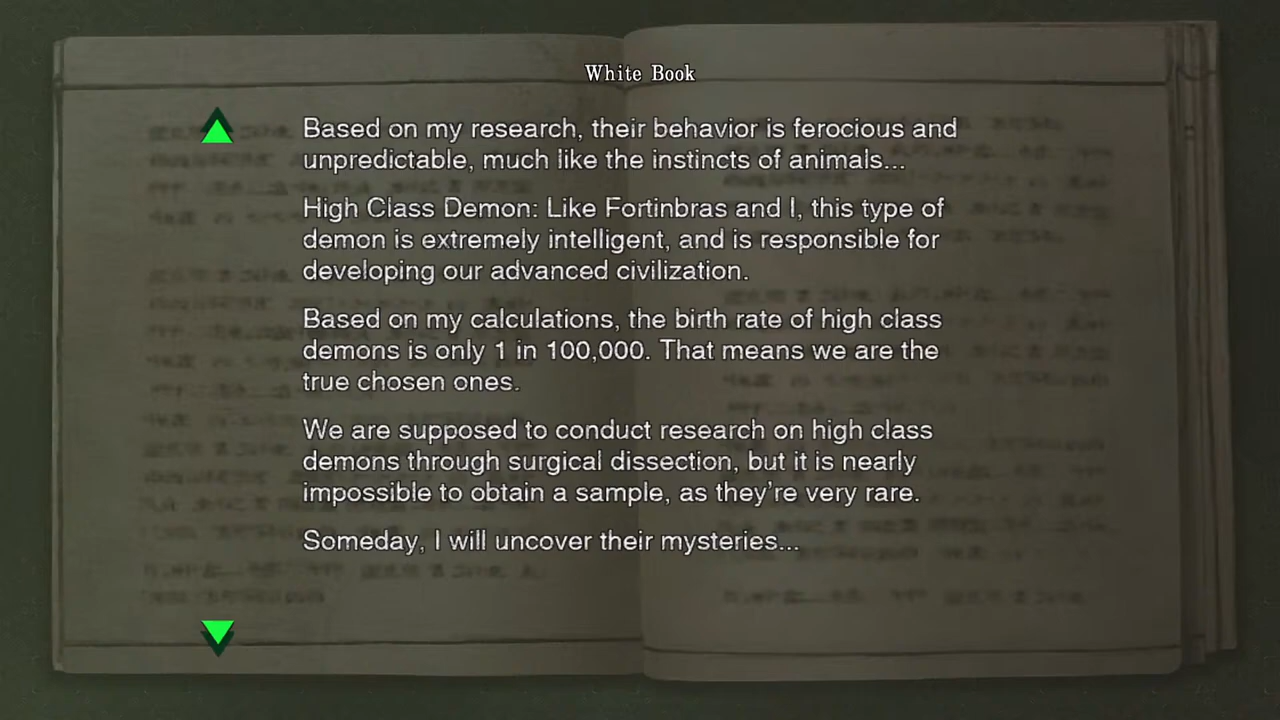 White Book
Based on my research, their behavior is ferocious and
unpredictable, much like the instincts of animals...
High Class Demon: Like Fortinbras and I, this type of
demon is extremely intelligent, and is responsible for
developing our advanced civilization.
Based on my calculations, the birth rate of high class
demons is only 1 in 100,000. That means we are the
true chosen ones.
We are supposed to conduct research on high class
demons through surgical dissection, but it is nearly
impossible to obtain a sample, as they're very rare.
Someday, I will uncover their mysteries...